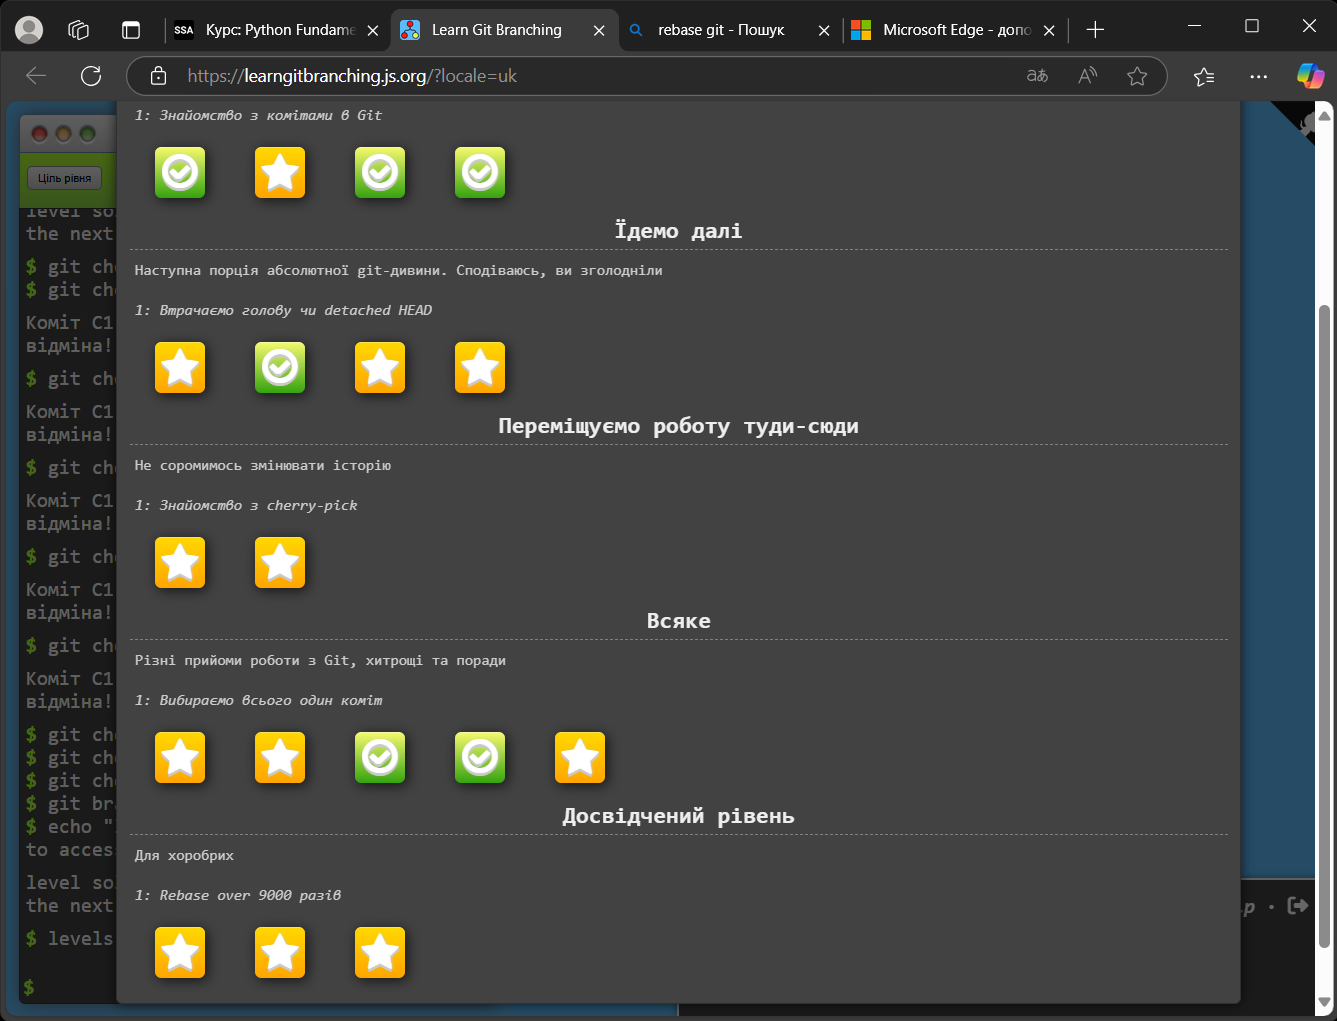 SSA Курс: Python Fundame
Learn Git Branching
rebase git - Пошук
Microsoft Edge - допо
https://learngitbranching.js.org/?locale=uk
1: Знайомство з комітами в Git
Ціль рівня
Їдемо далі
Наступна порція абсолютної git-дивини. Сподіваюсь, ви зголодніли
1: Втрачаємо голову чи detached HEAD
Переміщуємо роботу туди-сюди
Не соромимось змінювати історію
1: Знайомство з cherry-pick
Всяке
Різні прийоми роботи з Git, хитрощі та поради
1: Вибираємо всього один коміт
Досвідчений рівень
Для хоробрих
1: Rebase over 9000 разів
level so
the next
$ git ch
$ git ch
Коміт C1
відміна!
$ git ch
Коміт C1
відміна!
$ git ch
Коміт C1
відміна!
$ git ch
Коміт C1
відміна!
$ git ch
Коміт C1
відміна!
$ git ch
$ git ch
$ git ch
$ git bra
$ echo "
to acces
level so
the next
$ levels
$